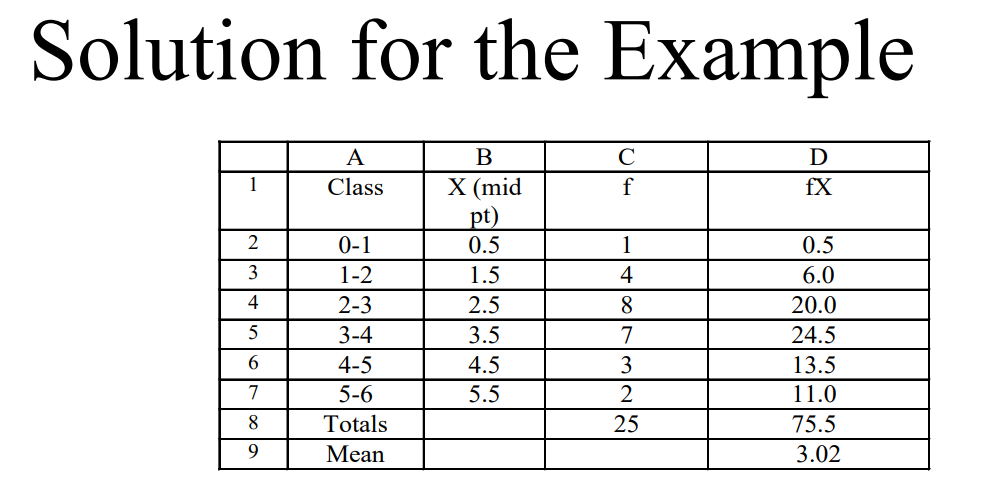 Solution for the Example
A B C D
1 Class X (mid f fX
pt)
2 0-1 0.5 1 0.5
3 1-2 1.5 4 6.0
4 2-3 2.5 8 20.0
5 3-4 3.5 7 24.5
6 4-5 4.5 3 13.5
7 5-6 5.5 2 11.0
8 Totals 25 75.5
9 Mean 3.02